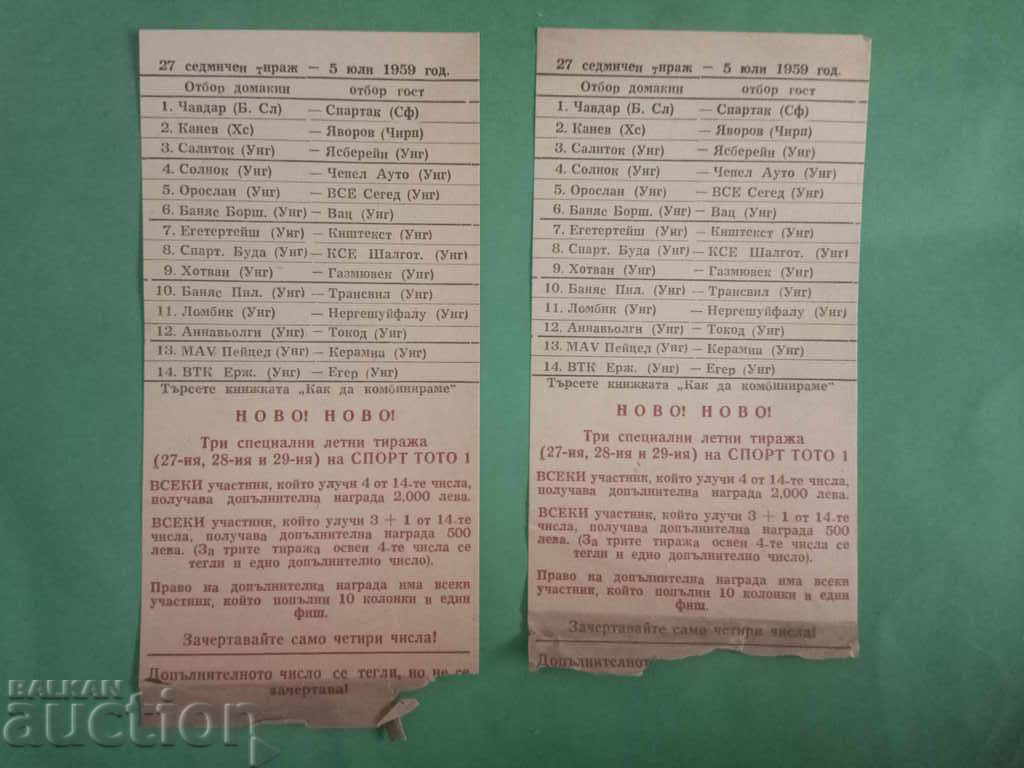 27 седмичен тираж — 5 юли 1959 год.
Отбор домакин отбор гост
1. Чавдар (Б. Сл) — Спартак (Сф)
2. Канев (Хс) — Яворов (Чирп)
3. Салиток (Унг) — Ясберейн (Унг)
4. Солнок (Унг) — Чепел Ауто (Унг)
5. Орослан (Унг) — ВСЕ Сегед (Унг)
6. Баняс Борш. (Унг) — Вац (Унг)
7. Егетертейш (Унг) — Киштекст (Унг)
8. Спарт. Буда (Унг) — КСЕ Шалгот. (Унг)
9. Хотван (Унг) — Газмювек (Унг)
10. Баняс Пил. (Унг) — Трансвил (Унг)
11. Ломбик (Унг) — Нергешуйфалу (Унг)
12. Аннавьолги (Унг) — Токод (Унг)
13. MAV Пейцел (Унг) — Керамиа (Унг)
14. ВТК Ерж. (Унг) — Егер (Унг)
Търсете книжката „Как да комбинираме“
НОВО! НОВО!
Три специални летни тиража
(27-ия, 28-ия и 29-ия) на СПОРТ ТОТО 1
ВСЕКИ участник, който улучи 4 от 14-те числа,
получава допълнителна награда 2,000 лева.
ВСЕКИ участник, който улучи 3 + 1 от 14-те
числа, получава допълнителна награда 500
лева. (За трите тиража освен 4-те числа се
тегли и едно допълнително число).
Право на допълнителна награда има всеки
участник, който попълни 10 колонки в един
фиш.
Зачертавайте само четири числа!
Допълнителното число се тегли, но не се
зачертава!
27 седмичен тираж — 5 юли 1959 год.
Отбор домакин отбор гост
1. Чавдар (Б. Сл) — Спартак (Сф)
2. Канев (Хс) — Яворов (Чирп)
3. Салиток (Унг) — Ясберейн (Унг)
4. Солнок (Унг) — Чепел Ауто (Унг)
5. Орослан (Унг) — ВСЕ Сегед (Унг)
6. Баняс Борш. (Унг) — Вац (Унг)
7. Егетертейш (Унг) — Киштекст (Унг)
8. Спарт. Буда (Унг) — КСЕ Шалгот. (Унг)
9. Хотван (Унг) — Газмювек (Унг)
10. Баняс Пил. (Унг) — Трансвил (Унг)
11. Ломбик (Унг) — Нергешуйфалу (Унг)
12. Аннавьолги (Унг) — Токод (Унг)
13. MAV Пейцел (Унг) — Керамиа (Унг)
14. ВТК Ерж. (Унг) — Егер (Унг)
Търсете книжката „Как да комбинираме“
НОВО! НОВО!
Три специални летни тиража
(27-ия, 28-ия и 29-ия) на СПОРТ ТОТО 1
ВСЕКИ участник, който улучи 4 от 14-те числа,
получава допълнителна награда 2,000 лева.
ВСЕКИ участник, който улучи 3 + 1 от 14-те
числа, получава допълнителна награда 500
лева. (За трите тиража освен 4-те числа се
тегли и едно допълнително число).
Право на допълнителна награда има всеки
участник, който попълни 10 колонки в един
фиш.
Зачертавайте само четири числа!
Допълнителното
BALKAN
auction